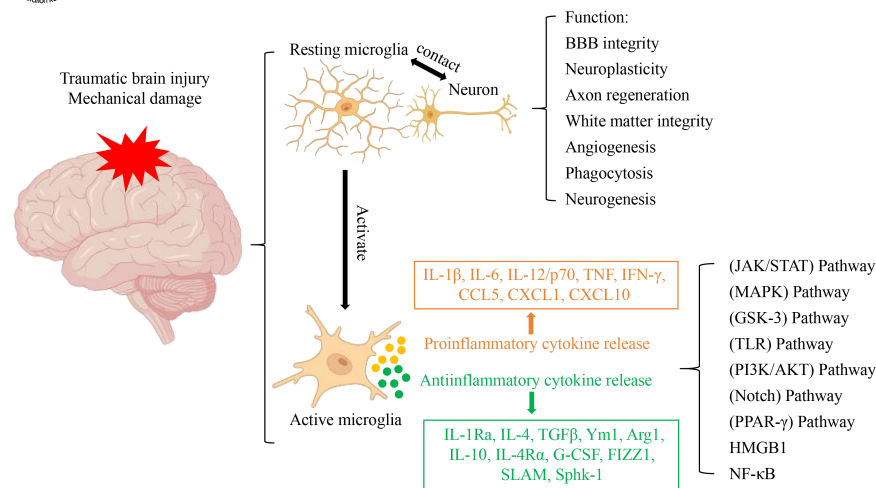 Traumatic brain injury
Mechanical damage
Resting microglia
contact
Neuron
Function:
BBB integrity
Neuroplasticity
Axon regeneration
White matter integrity
Angiogenesis
Phagocytosis
Neurogenesis
Activate
Active microglia
IL-1β, IL-6, IL-12/p70, TNF, IFN-γ,
CCL5, CXCL1, CXCL10
Proinflammatory cytokine release
Antiinflammatory cytokine release
IL-1Ra, IL-4, TGFβ, Ym1, Arg1,
IL-10, IL-4Rα, G-CSF, FIZZ1,
SLAM, Sphk-1
(JAK/STAT) Pathway
(MAPK) Pathway
(GSK-3) Pathway
(TLR) Pathway
(PI3K/AKT) Pathway
(Notch) Pathway
(PPAR-γ) Pathway
HMGB1
NF-κB